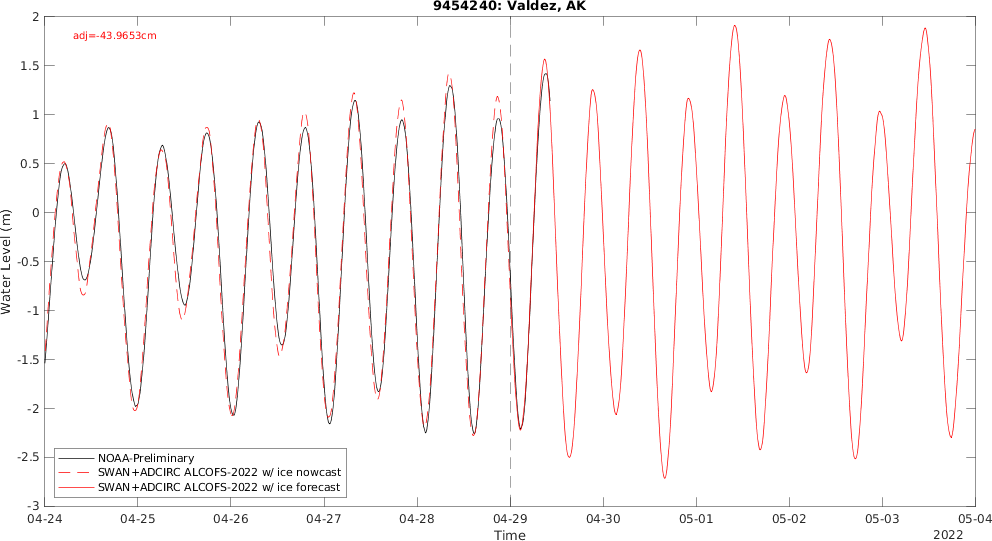 9454240: Valdez, AK
adj=-43.9653cm
2
1.5
1
0.5
0
-0.5
-1
-1.5
-2
-2.5
-3
Water Level (m)
NOAA-Preliminary
SWAN+ADCIRC ALCOFS-2022 w/ ice nowcast
SWAN+ADCIRC ALCOFS-2022 w/ ice forecast
04-24 04-25 04-26 04-27 04-28 04-29 04-30 05-01 05-02 05-03 05-04
Time
2022